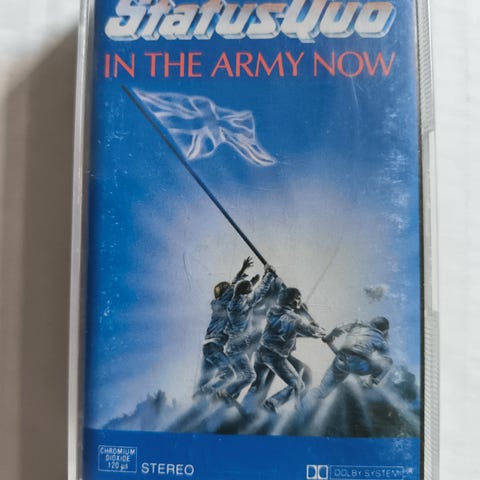 StatusQuo
IN THE ARMY NOW
CHROMIUM
DIOXIDE
120 µs
STEREO
DOLBY SYSTEM